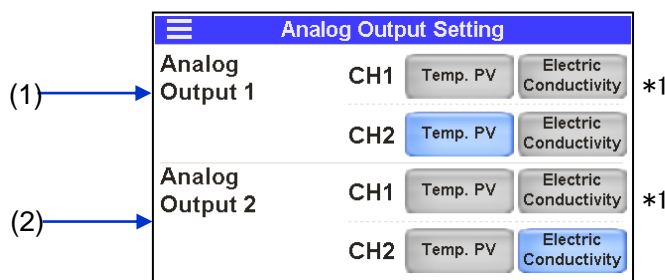 Analog Output Setting
Analog
Output 1
(1)
CH1 Temp. PV Electric
Conductivity *1
CH2 Temp. PV Electric
Conductivity
Analog
Output 2
(2)
CH1 Temp. PV Electric
Conductivity *1
CH2 Temp. PV Electric
Conductivity